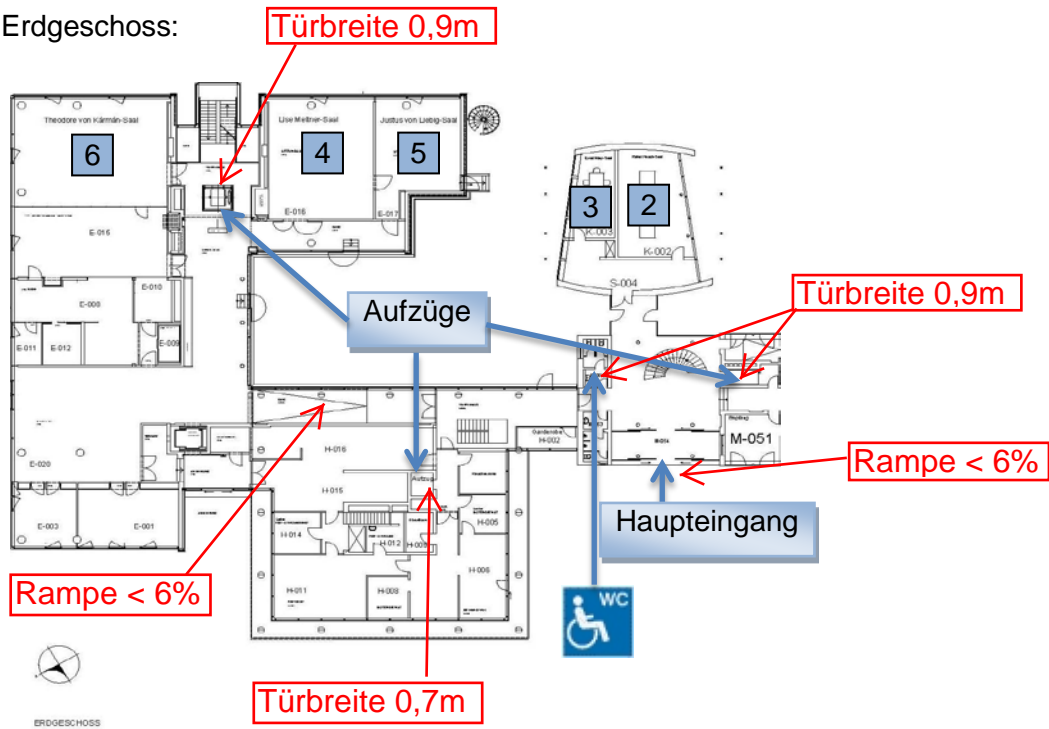 Erdgeschoss:
Türbreite 0,9m
Theodore von Kármán-Saal
6
Lise Meitner-Saal
4
Justus von Liebig-Saal
5
E-016
E-017
E-015
3
2
K-003
K-002
S-004
Türbreite 0,9m
Aufzüge
E-010
E-000
E-011
E-012
E-009
Garderobe
H-002
M-051
H-016
Rampe < 6%
E-020
Aufzug
H-015
Haupteingang
E-003
E-001
H-014
H-012
H-005
H-006
Rampe < 6%
H-011
H-008
WC
Türbreite 0,7m
ERDGESCHOSS